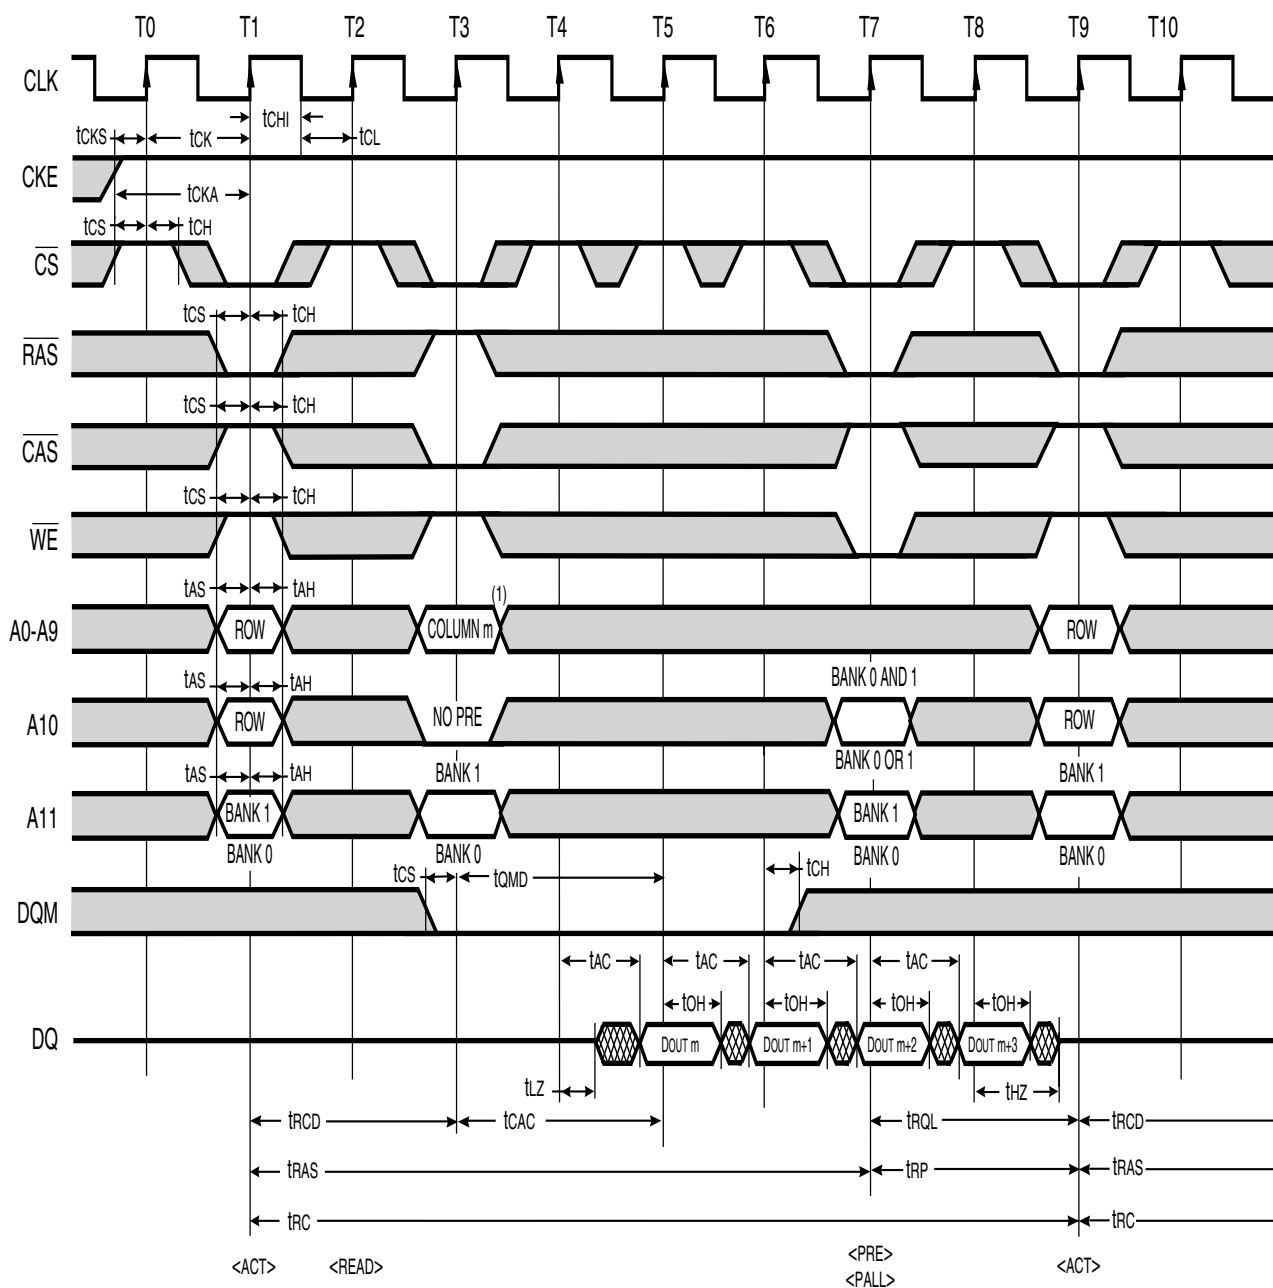 T0 T1 T2 T3 T4 T5 T6 T7 T8 T9 T10
CLK
tCHI
tCKS tCK tCL
CKE
tCKA
tCS tCH
CS
tCS tCH
RAS
tCS tCH
CAS
tCS tCH
WE
tAS tAH
(1)
A0-A9 ROW COLUMN m ROW
BANK 0 AND 1
tAS tAH
A10 ROW NO PRE ROW
BANK 0 OR 1
tAS tAH BANK 1 BANK 1
A11 BANK 1 BANK 1
BANK 0 BANK 0 BANK 0 BANK 0
tCS tQMD tCH
DQM
tAC tAC tAC tAC
tOH tOH tOH tOH
DQ DOUT m DOUT m+1 DOUT m+2 DOUT m+3
tLZ tHZ
tRCD tCAC tRQL tRCD
tRAS tRP tRAS
tRC tRC
<ACT> <READ> <PRE> <ACT>
<PALL>